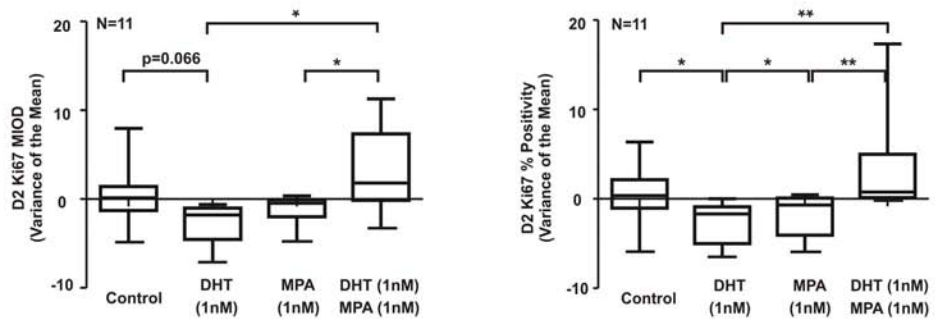 20
N=11
*
p=0.066
*
10
0
-10
D2 Ki67 MIOD
(Variance of the Mean)
Control
DHT
(1nM)
MPA
(1nM)
DHT (1nM)
MPA (1nM)
20
N=11
**
*
*
**
10
0
-10
D2 Ki67 % Positivity
(Variance of the Mean)
Control
DHT
(1nM)
MPA
(1nM)
DHT (1nM)
MPA (1nM)